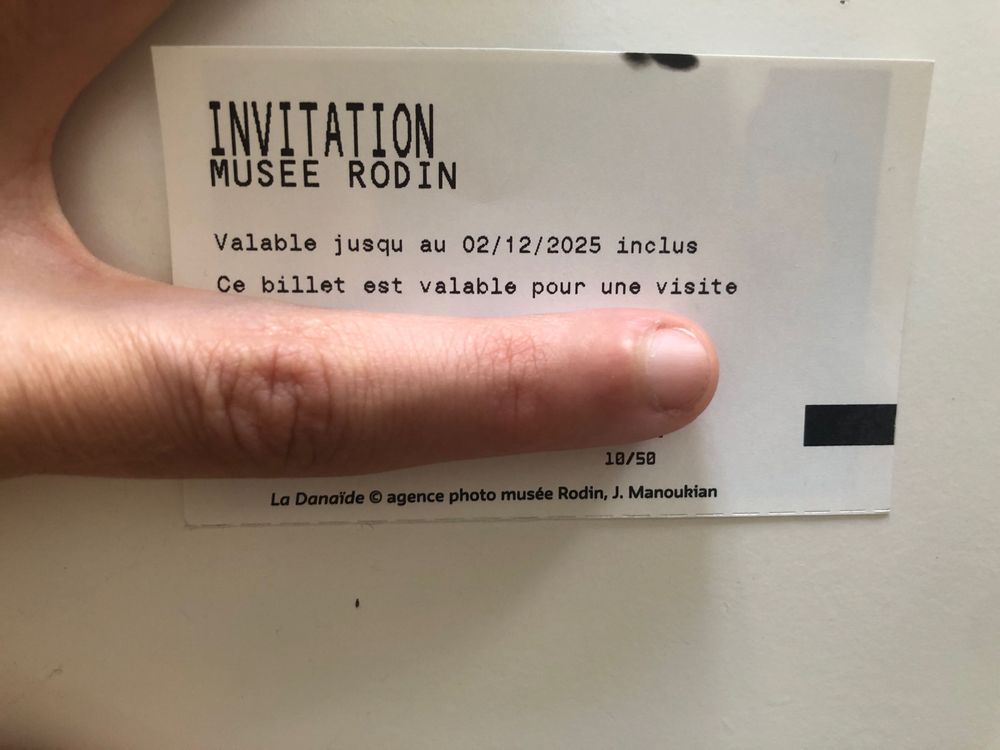 INVITATION
MUSEE RODIN
Valable jusqu au 02/12/2025 inclus
Ce billet est valable pour une visite
10/50
La Danaïde © agence photo musée Rodin, J. Manoukian